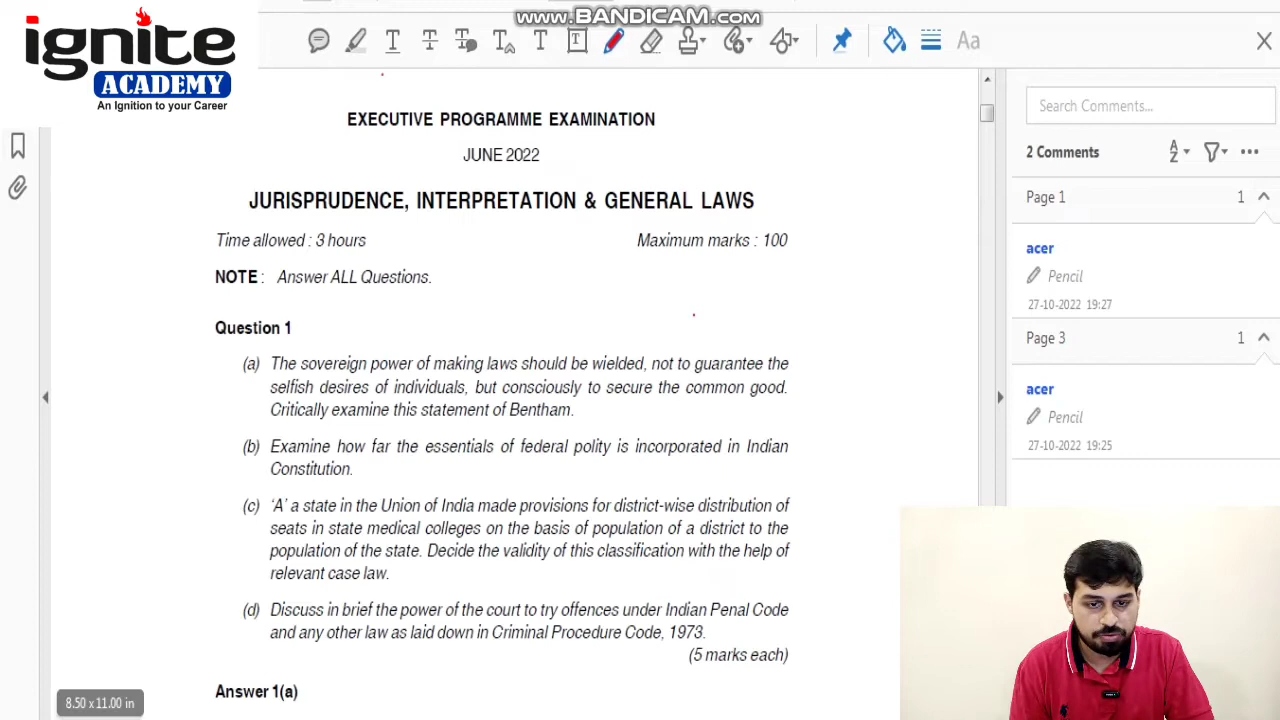 www.BANDICAM.com
ignite
ACADEMY
An Ignition to your Career
Aa
Search Comments...
EXECUTIVE PROGRAMME EXAMINATION
JUNE 2022
2 Comments
JURISPRUDENCE, INTERPRETATION & GENERAL LAWS
Page 1 1
Time allowed : 3 hours Maximum marks : 100
acer
NOTE : Answer ALL Questions.
Pencil
27-10-2022 19:27
Question 1
Page 3 1
(a) The sovereign power of making laws should be wielded, not to guarantee the
selfish desires of individuals, but consciously to secure the common good.
Critically examine this statement of Bentham.
acer
Pencil
27-10-2022 19:25
(b) Examine how far the essentials of federal polity is incorporated in Indian
Constitution.
(c) ‘A’ a state in the Union of India made provisions for district-wise distribution of
seats in state medical colleges on the basis of population of a district to the
population of the state. Decide the validity of this classification with the help of
relevant case law.
(d) Discuss in brief the power of the court to try offences under Indian Penal Code
and any other law as laid down in Criminal Procedure Code, 1973.
(5 marks each)
Answer 1(a)
8.50 x 11.00 in